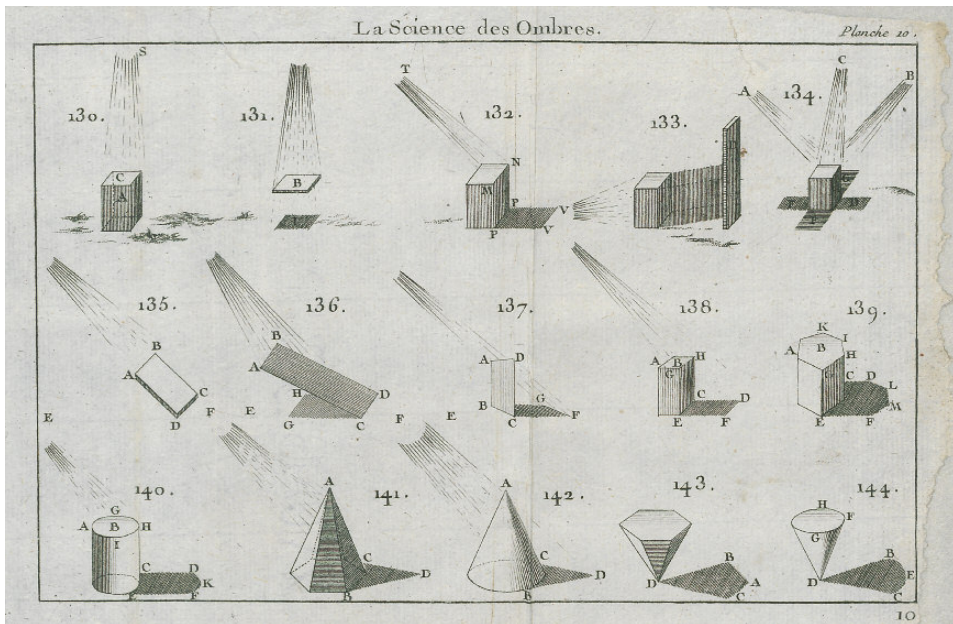 La Science des Ombres.
Planche 10.
130.
S
C
A
131.
B
132.
T
N
M
P
V
P
V
133.
134.
A
C
B
135.
B
A
C
D
E
F
136.
B
A
H
D
G
C
E
F
137.
A
D
B
G
C
F
E
138.
A
B
H
G
C
D
E
F
139.
K
I
A
B
H
G
C
D
L
M
E
F
140.
G
A
B
H
I
C
D
K
E
F
141.
A
C
D
B
142.
A
C
D
B
143.
D
B
A
C
144.
H
F
G
D
B
E
C
10